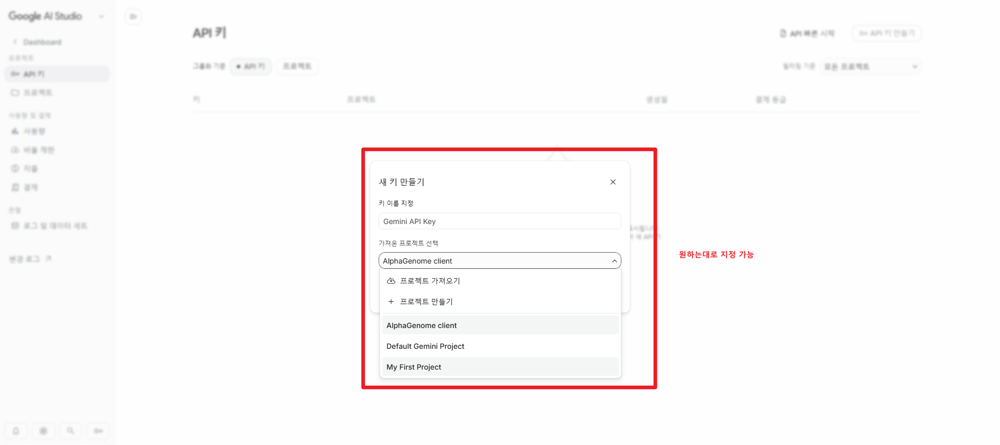 Google AI Studio
Dashboard
프로젝트
API 키
프로젝트
사용량 및 결제
사용량
비율 제한
지출
결제
관찰
로그 및 데이터 세트
변경 로그
API 키
API 빠른 시작
API 키 만들기
그룹화 기준
API 키
프로젝트
필터링 기준
모든 프로젝트
키
프로젝트
생성일
결제 등급
새 키 만들기
키 이름 지정
Gemini API Key
가져온 프로젝트 선택
AlphaGenome client
프로젝트 가져오기
프로젝트 만들기
AlphaGenome client
Default Gemini Project
My First Project
새 API 키
원하는대로 지정 가능